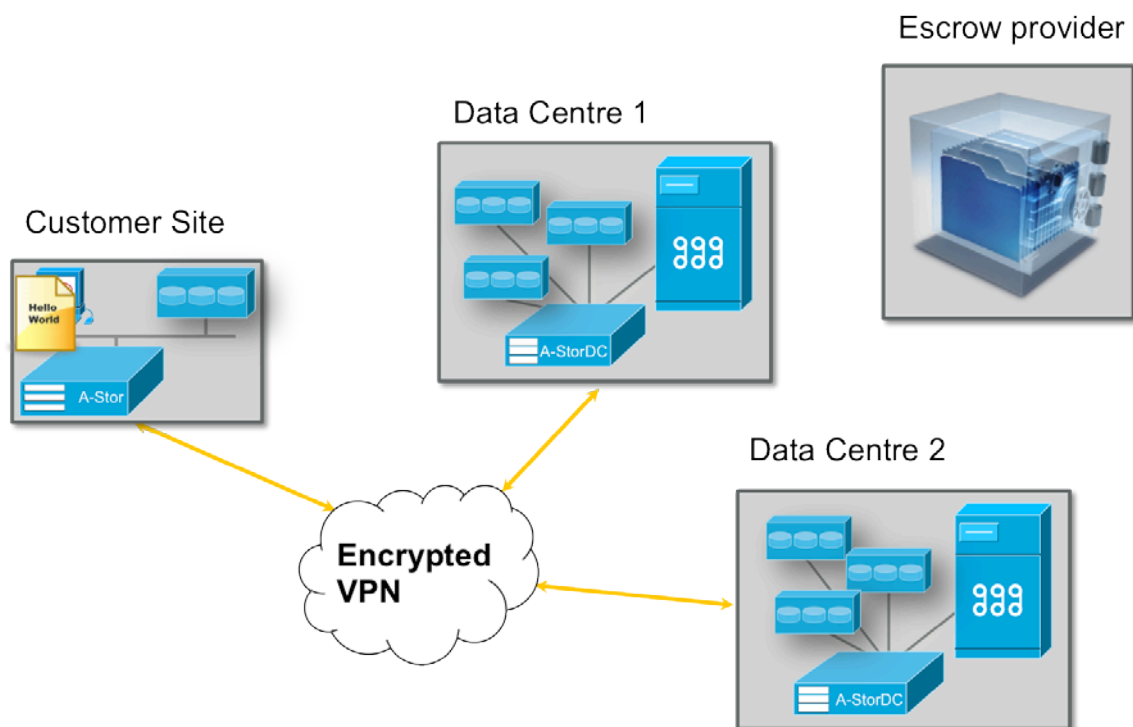 Escrow provider
Data Centre 1
Customer Site
Hello
World
A-Stor
A-StorDC
Encrypted
VPN
Data Centre 2
A-StorDC